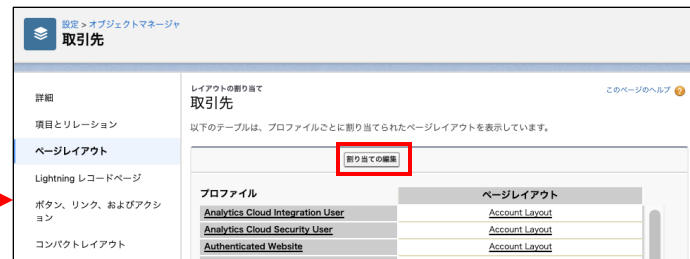 設定 > オブジェクトマネージャ
取引先
詳細
項目とリレーション
ページレイアウト
Lightning レコードページ
ボタン、リンク、およびアクシ
ョン
コンパクトレイアウト
レイアウトの割り当て
取引先
このページのヘルプ
以下のテーブルは、プロファイルごとに割り当てられたページレイアウトを表示しています。
割り当ての編集
プロファイル ページレイアウト
Analytics Cloud Integration User Account Layout
Analytics Cloud Security User Account Layout
Authenticated Website Account Layout